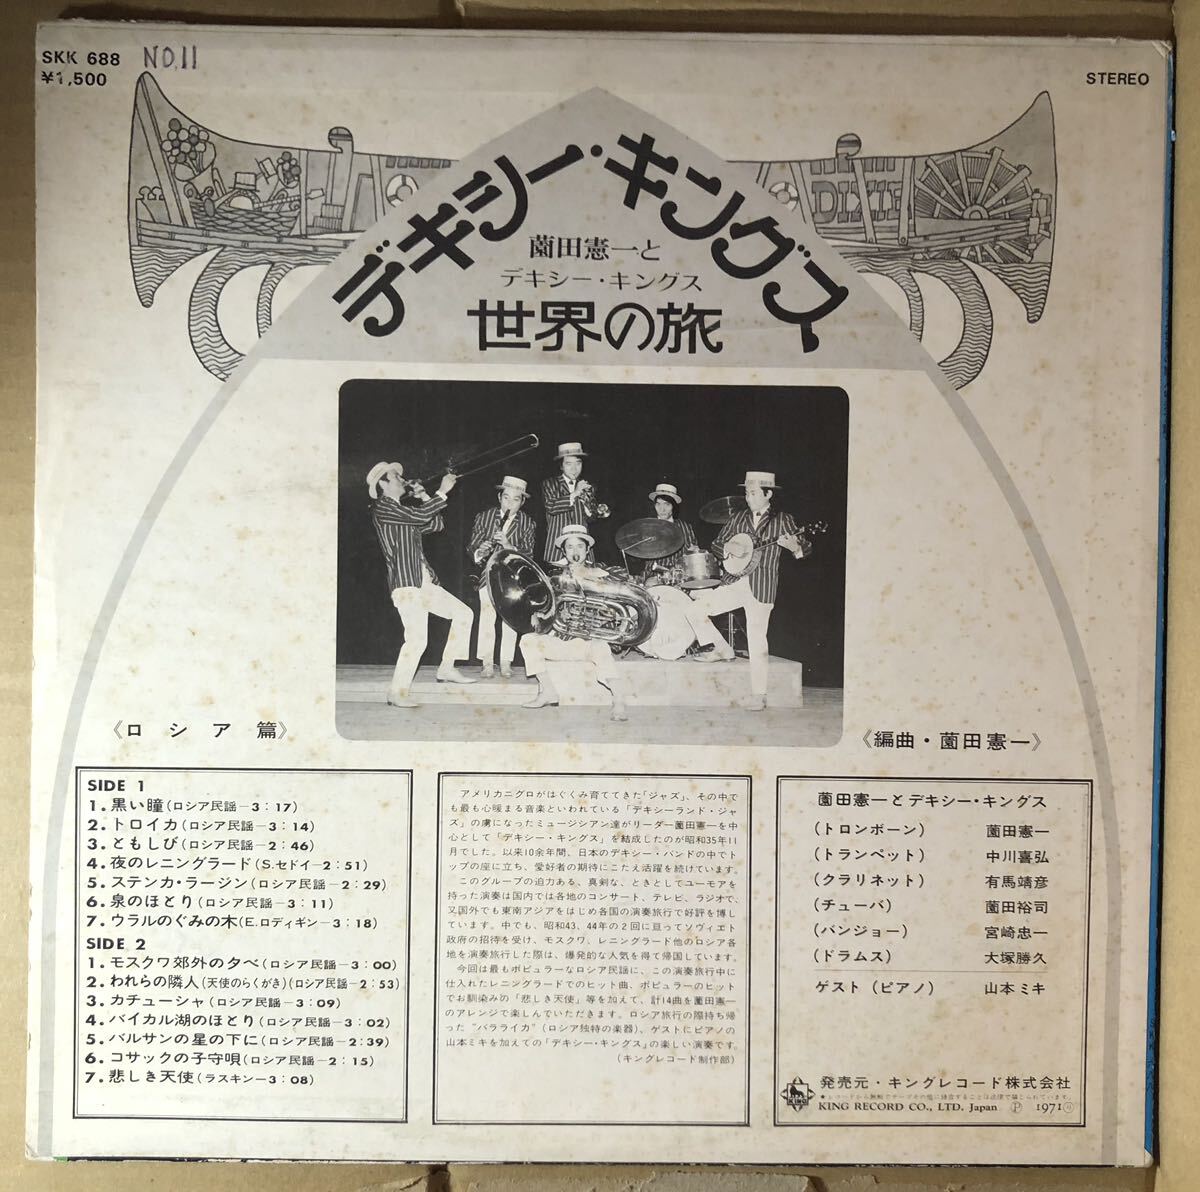 SKK 688
NO.11
¥1,500
STEREO
DIXIE
デキシー・キングス
薗田憲一と
デキシー・キングス
世界の旅
《ロシア篇》
《編曲・薗田憲一》
SIDE 1
1. 黒い瞳(ロシア民謡－3：17)
2. トロイカ(ロシア民謡－3：14)
3. ともしび(ロシア民謡－2：46)
4. 夜のレニングラード(S.セドイ－2：51)
5. ステンカ・ラージン(ロシア民謡－2：29)
6. 泉のほとり(ロシア民謡－3：11)
7. ウラルのぐみの木(E.ロディギン－3：18)
SIDE 2
1. モスクワ郊外の夕べ(ロシア民謡－3：00)
2. われらの隣人(天使のらくがき)(ロシア民謡－2：53)
3. カチューシャ(ロシア民謡－3：09)
4. バイカル湖のほとり(ロシア民謡－3：02)
5. バルサンの星の下に(ロシア民謡－2：39)
6. コサックの子守唄(ロシア民謡－2：15)
7. 悲しき天使(ラスキン－3：08)
アメリカニグロがはぐくみ育ててきた「ジャズ」、その中で
も最も心暖まる音楽といわれている「デキシーランド・ジャ
ズ」の虜になったミュージシアン達がリーダー薗田憲一を中
心として「デキシー・キングス」を結成したのが昭和35年11
月でした。以来10余年間、日本のデキシー・バンドの中でト
ップの座に立ち、愛好者の期待にこたえ活躍を続けています。
このグループの迫力ある、真剣な、ときとしてユーモアを
持った演奏は国内では各地のコンサート、テレビ、ラジオで、
又国外でも東南アジアをはじめ各国の演奏旅行で好評を博し
ています。中でも、昭和43、44年の2回に亘ってソヴィエト
政府の招待を受け、モスクワ、レニングラード他のロシア各
地を演奏旅行した際は、爆発的な人気を得て帰国しています。
今回は最もポピュラーなロシア民謡に、この演奏旅行中に
仕入れたレニングラードでのヒット曲、ポピュラーのヒット
でお馴染みの「悲しき天使」等を加えて、計14曲を薗田憲一
のアレンジで楽しんでいただきます。ロシア旅行の際持ち帰
った“バラライカ”(ロシア独特の楽器)、ゲストにピアノの
山本ミキを加えての「デキシー・キングス」の楽しい演奏です。
(キングレコード制作部)
薗田憲一とデキシー・キングス
(トロンボーン) 薗田憲一
(トランペット) 中川喜弘
(クラリネット) 有馬靖彦
(チューバ) 薗田裕司
(バンジョー) 宮崎忠一
(ドラムス) 大塚勝久
ゲスト(ピアノ) 山本ミキ
KING
発売元・キングレコード株式会社
●レコードから無断でテープその他に録音することは法律で禁じられています。
KING RECORD CO., LTD. Japan Ⓟ 1971